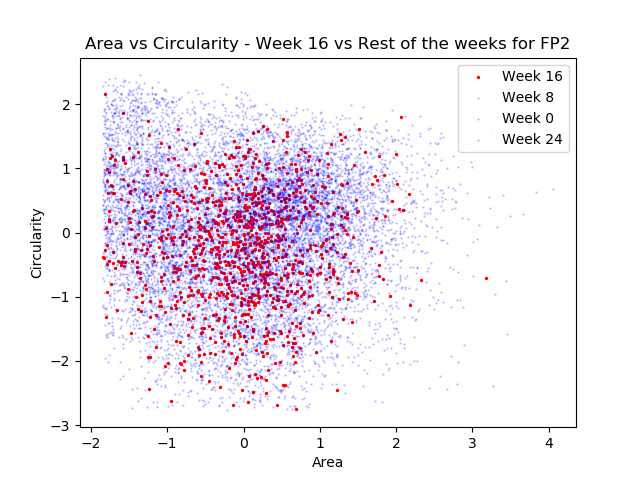 Area vs Circularity - Week 16 vs Rest of the weeks for FP2
Week 16
Week 8
Week 0
Week 24
2
1
0
−1
−2
−3
Circularity
−2
−1
0
1
2
3
4
Area